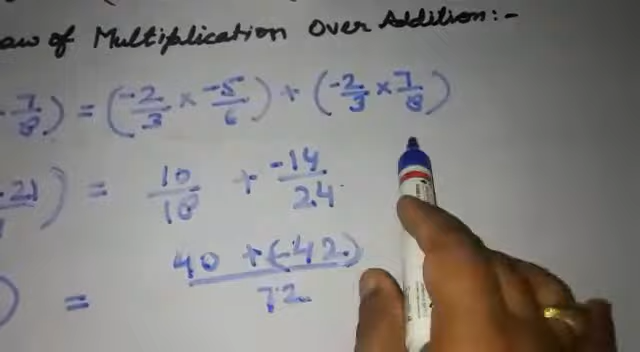 aw of Multiplication Over Addition:-
7/8) = (-2/3 × -5/6) + (-2/3 × 7/8)
21) = 10/18 + -14/24
) = 40 + (-42) / 72